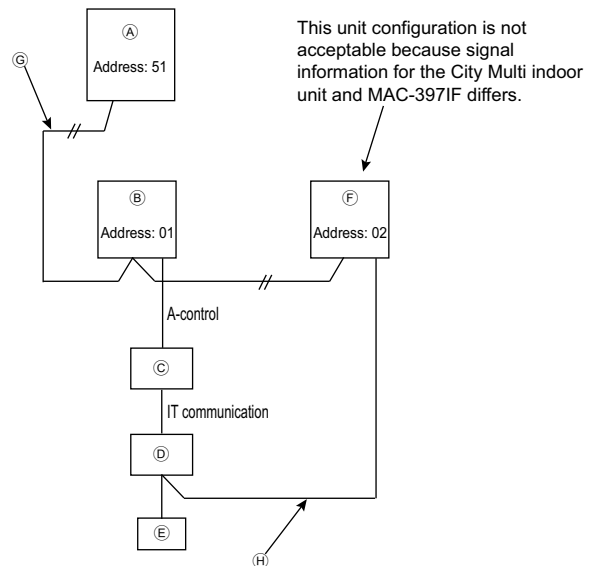 Ⓐ
Address: 51
This unit configuration is not
acceptable because signal
information for the City Multi indoor
unit and MAC-397IF differs.
Ⓖ
Ⓑ
Address: 01
Ⓕ
Address: 02
A-control
Ⓒ
IT communication
Ⓓ
Ⓔ
Ⓗ